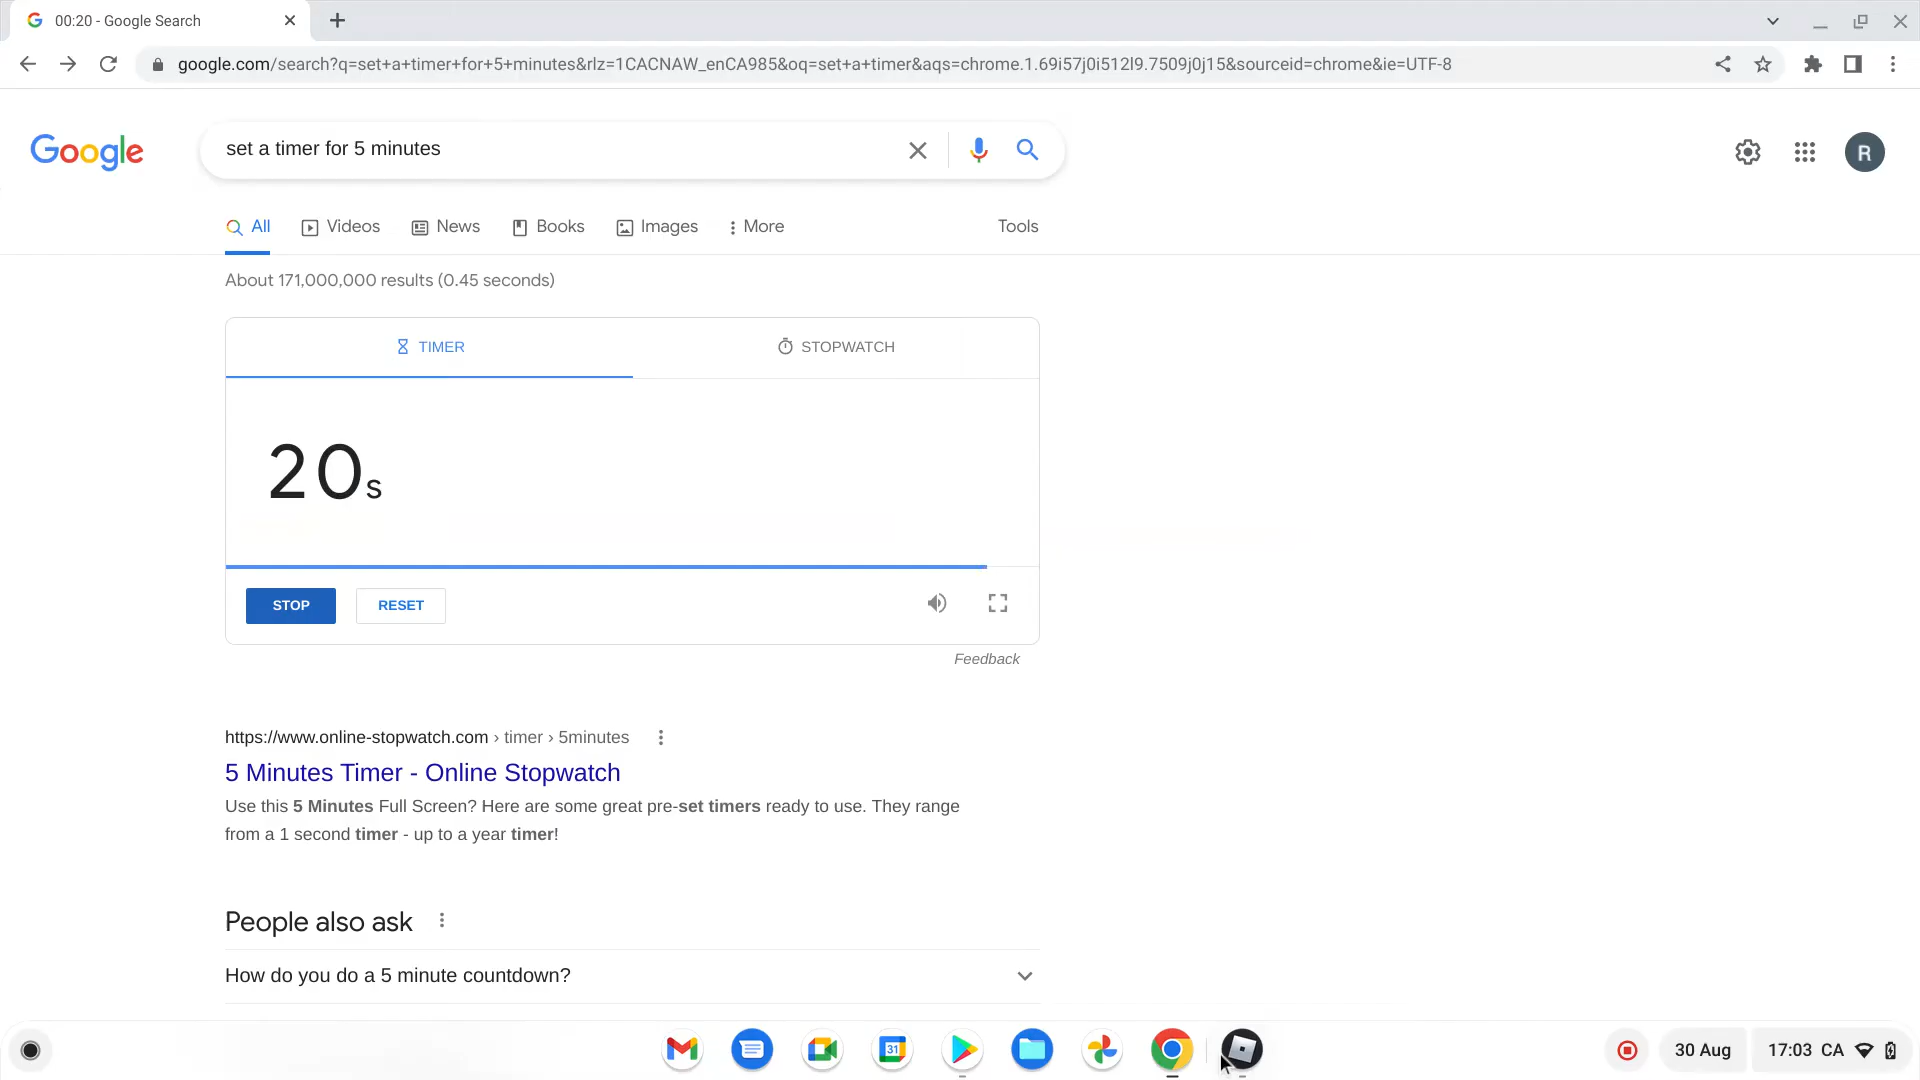 00:20 - Google Search
google.com/search?q=set+a+timer+for+5+minutes&rlz=1CACNAW_enCA985&oq=set+a+timer&aqs=chrome.1.69i57j0i512l9.7509j0j15&sourceid=chrome&ie=UTF-8
Google
set a timer for 5 minutes
R
All Videos News Books Images More Tools
About 171,000,000 results (0.45 seconds)
TIMER STOPWATCH
20s
STOP RESET
Feedback
https://www.online-stopwatch.com › timer › 5minutes
5 Minutes Timer - Online Stopwatch
Use this 5 Minutes Full Screen? Here are some great pre-set timers ready to use. They range
from a 1 second timer - up to a year timer!
People also ask
How do you do a 5 minute countdown?
31
30 Aug 17:03 CA